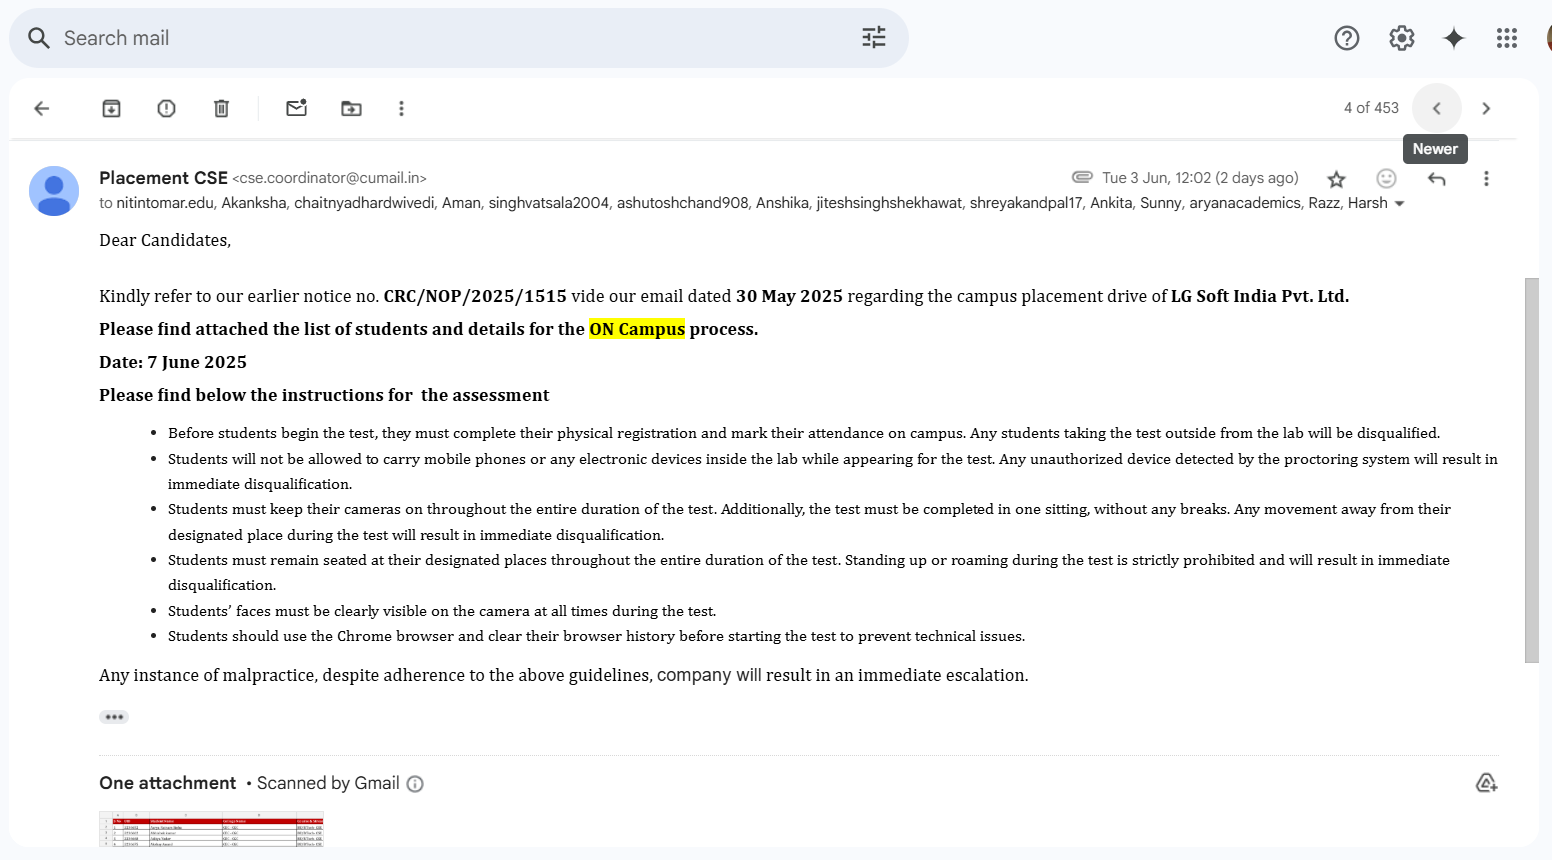 Search mail
4 of 453
Newer
Placement CSE <cse.coordinator@cumail.in>
Tue 3 Jun, 12:02 (2 days ago)
to nitintomar.edu, Akanksha, chaitnyadhardwivedi, Aman, singhvatsala2004, ashutoshchand908, Anshika, jiteshsinghshekhawat, shreyakandpal17, Ankita, Sunny, aryanacademics, Razz, Harsh
Dear Candidates,
Kindly refer to our earlier notice no. CRC/NOP/2025/1515 vide our email dated 30 May 2025 regarding the campus placement drive of LG Soft India Pvt. Ltd.
Please find attached the list of students and details for the ON Campus process.
Date: 7 June 2025
Please find below the instructions for  the assessment
• Before students begin the test, they must complete their physical registration and mark their attendance on campus. Any students taking the test outside from the lab will be disqualified.
• Students will not be allowed to carry mobile phones or any electronic devices inside the lab while appearing for the test. Any unauthorized device detected by the proctoring system will result in
immediate disqualification.
• Students must keep their cameras on throughout the entire duration of the test. Additionally, the test must be completed in one sitting, without any breaks. Any movement away from their
designated place during the test will result in immediate disqualification.
• Students must remain seated at their designated places throughout the entire duration of the test. Standing up or roaming during the test is strictly prohibited and will result in immediate
disqualification.
• Students’ faces must be clearly visible on the camera at all times during the test.
• Students should use the Chrome browser and clear their browser history before starting the test to prevent technical issues.
Any instance of malpractice, despite adherence to the above guidelines, company will result in an immediate escalation.
One attachment • Scanned by Gmail